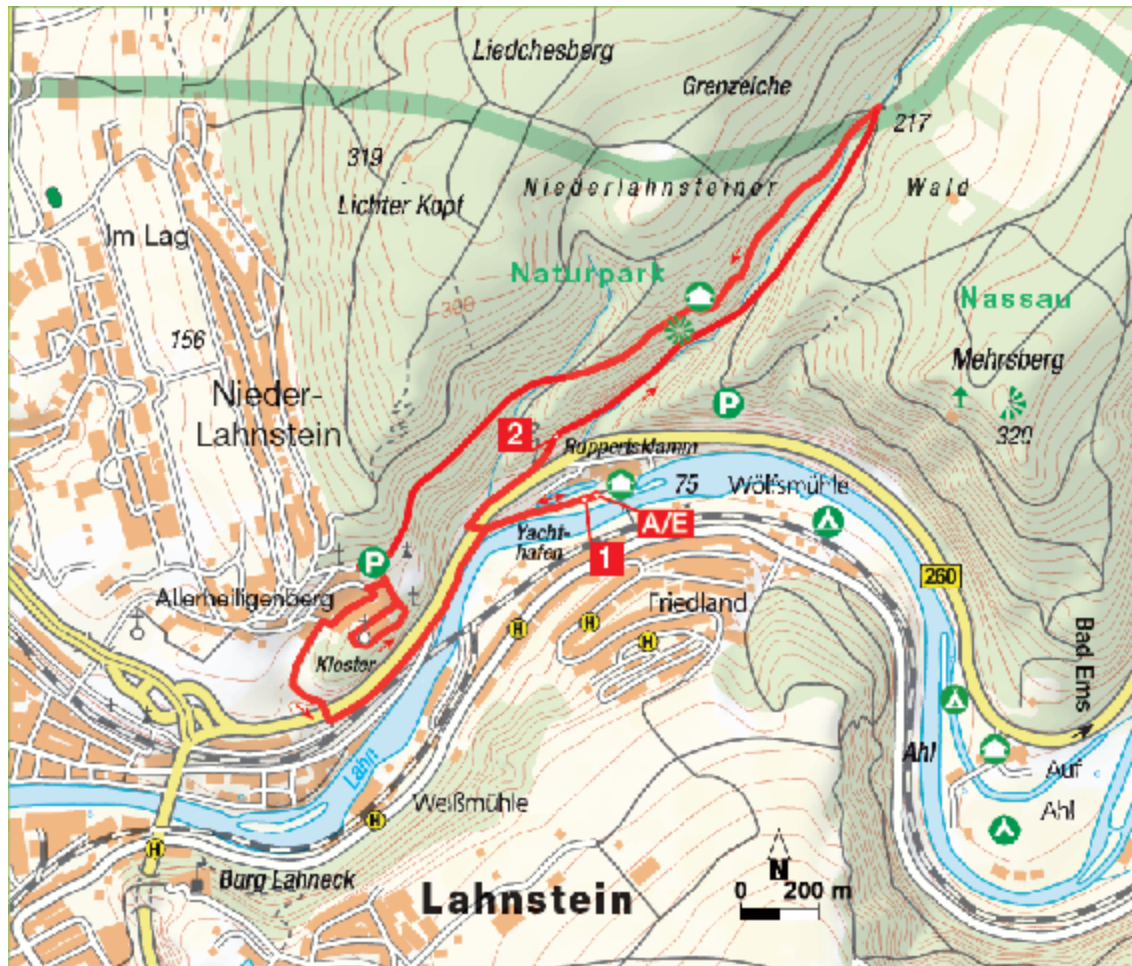 Liedchesberg
Grenzeiche
217
319
Niederlahnsteiner
Wald
Lichter Kopf
Im Lag
Naturpark
Nassau
300
156
Mehrsberg
Nieder-
Lahnstein
P
320
2
Ruppertsklamm
75
Wolfsmühle
A/E
Yacht-
hafen
1
P
260
Allerheiligenberg
Friedland
H
H
H
Kloster
Bad Ems
Lahn
Ahl
Auf
Ahl
Weißmühle
H
H
N
Burg Lahneck
Lahnstein
0 200 m